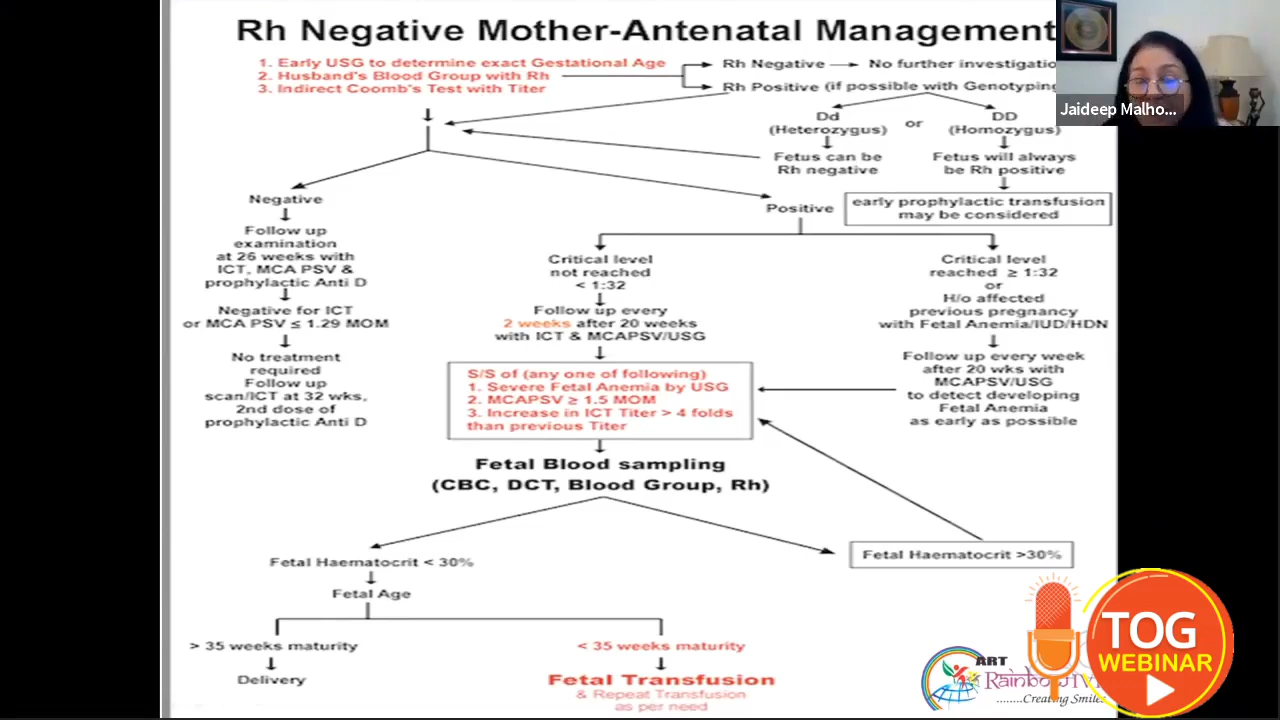 Rh Negative Mother-Antenatal Management
1. Early USG to determine exact Gestational Age
2. Husband's Blood Group with Rh
3. Indirect Coomb's Test with Titer
Rh Negative
No further investigatio
Rh Positive (if possible with Genotyping
Dd
(Heterozygus)
or
DD
(Homozygus)
Fetus can be
Rh negative
Fetus will always
be Rh positive
early prophylactic transfusion
may be considered
Negative
Follow up
examination
at 26 weeks with
ICT, MCA PSV &
prophylactic Anti D
Negative for ICT
or MCA PSV ≤ 1.29 MOM
No treatment
required
Follow up
scan/ICT at 32 wks,
2nd dose of
prophylactic Anti D
Positive
Critical level
not reached
< 1:32
Follow up every
2 weeks after 20 weeks
with ICT & MCAPSV/USG
Critical level
reached ≥ 1:32
or
H/o affected
previous pregnancy
with Fetal Anemia/IUD/HDN
Follow up every week
after 20 wks with
MCAPSV/USG
to detect developing
Fetal Anemia
as early as possible
S/S of (any one of following)
1. Severe Fetal Anemia by USG
2. MCAPSV ≥ 1.5 MOM
3. Increase in ICT Titer > 4 folds
than previous Titer
Fetal Blood sampling
(CBC, DCT, Blood Group, Rh)
Fetal Haematocrit < 30%
Fetal Haematocrit >30%
Fetal Age
> 35 weeks maturity
Delivery
< 35 weeks maturity
Fetal Transfusion
& Repeat Transfusion
as per need
Jaideep Malho...
ART
Rainbow IV
........Creating Smiles
TOG
WEBINAR